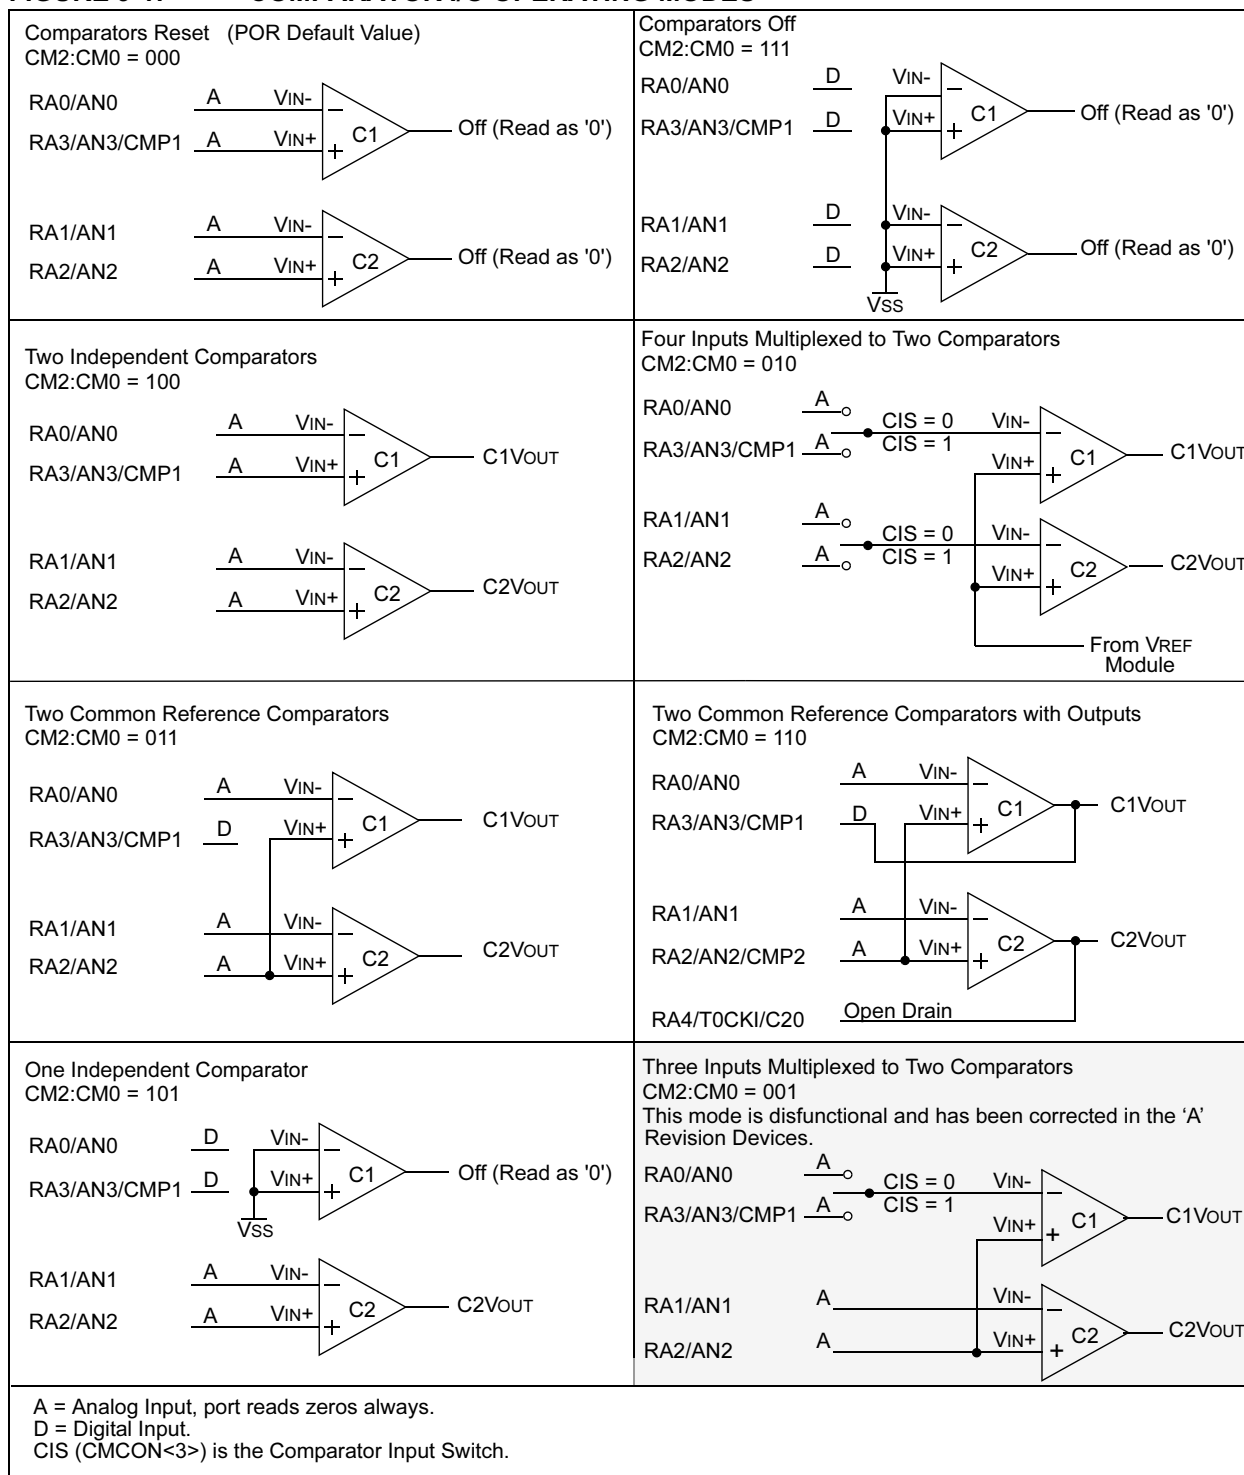 Comparators Reset (POR Default Value)
CM2:CM0 = 000
RA0/AN0 A VIN- −
RA3/AN3/CMP1 A VIN+ + C1 Off (Read as '0')
RA1/AN1 A VIN- −
RA2/AN2 A VIN+ + C2 Off (Read as '0')
Comparators Off
CM2:CM0 = 111
RA0/AN0 D VIN- −
RA3/AN3/CMP1 D VIN+ + C1 Off (Read as '0')
RA1/AN1 D VIN- −
RA2/AN2 D VIN+ + C2 Off (Read as '0')
VSS
Two Independent Comparators
CM2:CM0 = 100
RA0/AN0 A VIN- −
RA3/AN3/CMP1 A VIN+ + C1 C1VOUT
RA1/AN1 A VIN- −
RA2/AN2 A VIN+ + C2 C2VOUT
Four Inputs Multiplexed to Two Comparators
CM2:CM0 = 010
RA0/AN0 A CIS = 0 VIN- −
RA3/AN3/CMP1 A CIS = 1 VIN+ + C1 C1VOUT
RA1/AN1 A CIS = 0 VIN- −
RA2/AN2 A CIS = 1 VIN+ + C2 C2VOUT
From VREF
Module
Two Common Reference Comparators
CM2:CM0 = 011
RA0/AN0 A VIN- −
RA3/AN3/CMP1 D VIN+ + C1 C1VOUT
RA1/AN1 A VIN- −
RA2/AN2 A VIN+ + C2 C2VOUT
Two Common Reference Comparators with Outputs
CM2:CM0 = 110
RA0/AN0 A VIN- −
RA3/AN3/CMP1 D VIN+ + C1 C1VOUT
RA1/AN1 A VIN- −
RA2/AN2/CMP2 A VIN+ + C2 C2VOUT
RA4/T0CKI/C20 Open Drain
One Independent Comparator
CM2:CM0 = 101
RA0/AN0 D VIN- −
RA3/AN3/CMP1 D VIN+ + C1 Off (Read as '0')
VSS
RA1/AN1 A VIN- −
RA2/AN2 A VIN+ + C2 C2VOUT
Three Inputs Multiplexed to Two Comparators
CM2:CM0 = 001
This mode is disfunctional and has been corrected in the ‘A’
Revision Devices.
RA0/AN0 A CIS = 0 VIN- −
RA3/AN3/CMP1 A CIS = 1 VIN+ + C1 C1VOUT
RA1/AN1 A VIN- −
RA2/AN2 A VIN+ + C2 C2VOUT
A = Analog Input, port reads zeros always.
D = Digital Input.
CIS (CMCON<3>) is the Comparator Input Switch.